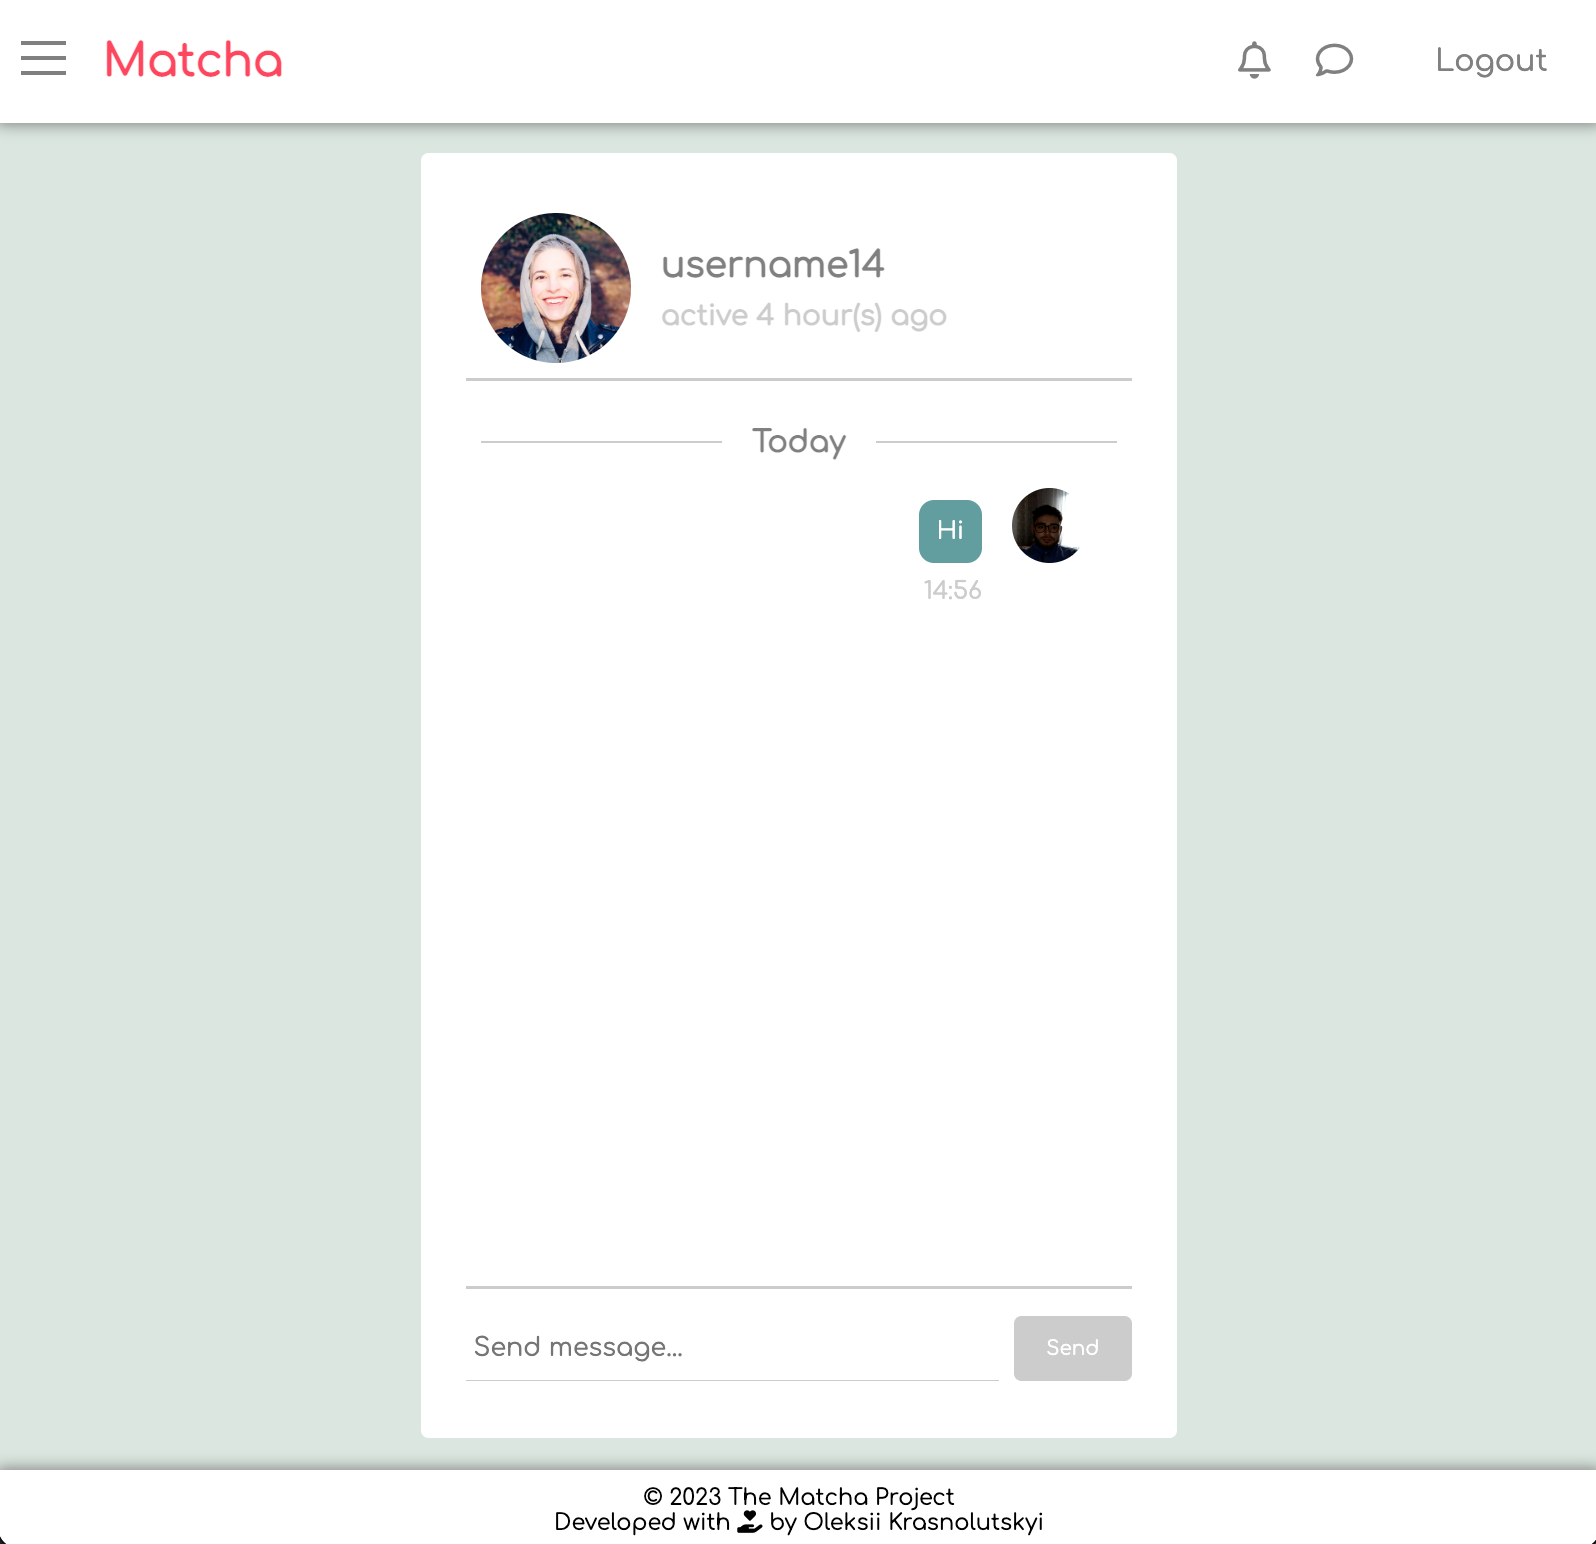 Matcha
Logout
username14
active 4 hour(s) ago
Today
Hi
14:56
Send message...
Send
© 2023 The Matcha Project
Developed with by Oleksii Krasnolutskyi